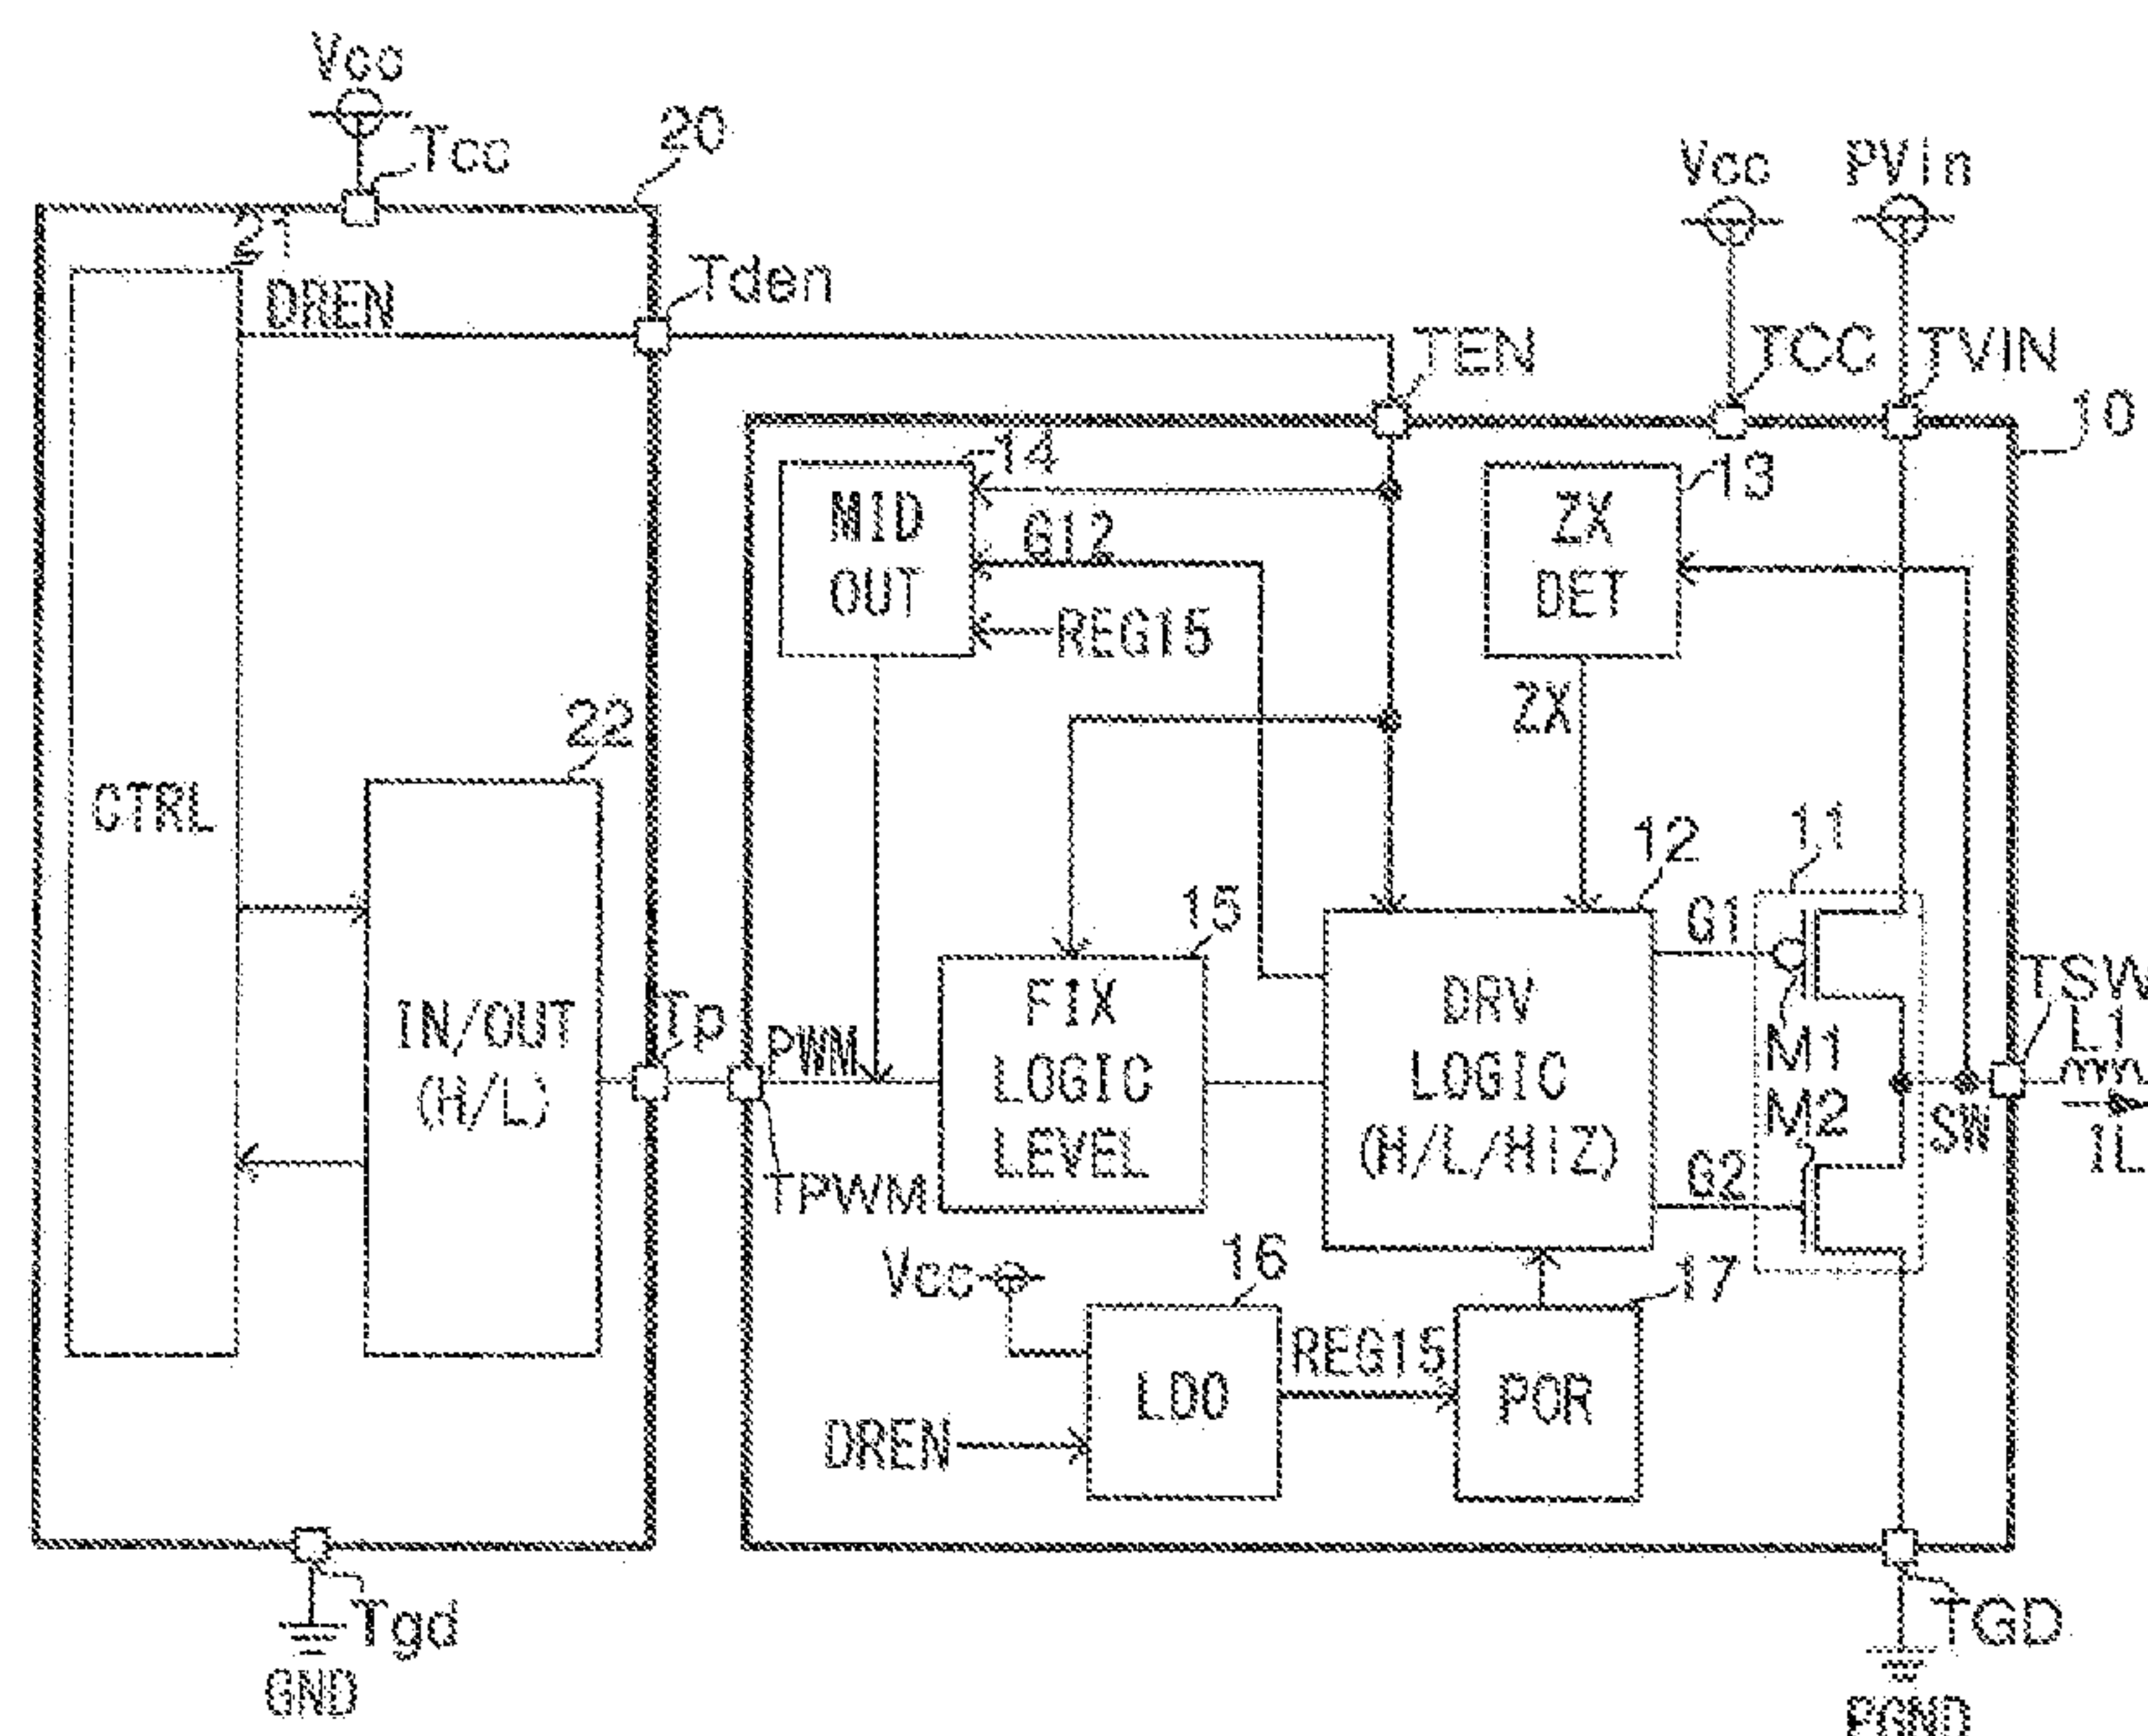 Vcc
Tcc
20
Vcc
PVin
21
DREN
Tden
TEN
TCC
TVIN
10
14
MID
OUT
G12
REG15
13
ZX
DET
ZX
22
CTRL
IN/OUT
(H/L)
Tp
PWM
TPWM
15
FIX
LOGIC
LEVEL
12
DRV
LOGIC
(H/L/HiZ)
11
G1
M1
M2
G2
SW
TSW
L1
IL
Vcc
16
LDO
DREN
REG15
17
POR
Tgd
GND
TGD
PGND